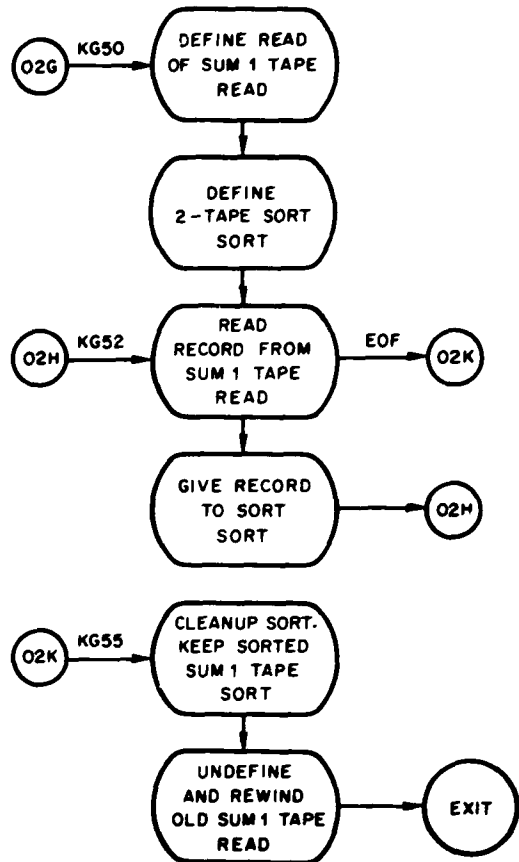 02G
KG50
DEFINE READ
OF SUM 1 TAPE
READ
DEFINE
2-TAPE SORT
SORT
02H
KG52
READ
RECORD FROM
SUM 1 TAPE
READ
EOF
02K
GIVE RECORD
TO SORT
SORT
02H
02K
KG55
CLEANUP SORT.
KEEP SORTED
SUM 1 TAPE
SORT
UNDEFINE
AND REWIND
OLD SUM 1 TAPE
READ
EXIT